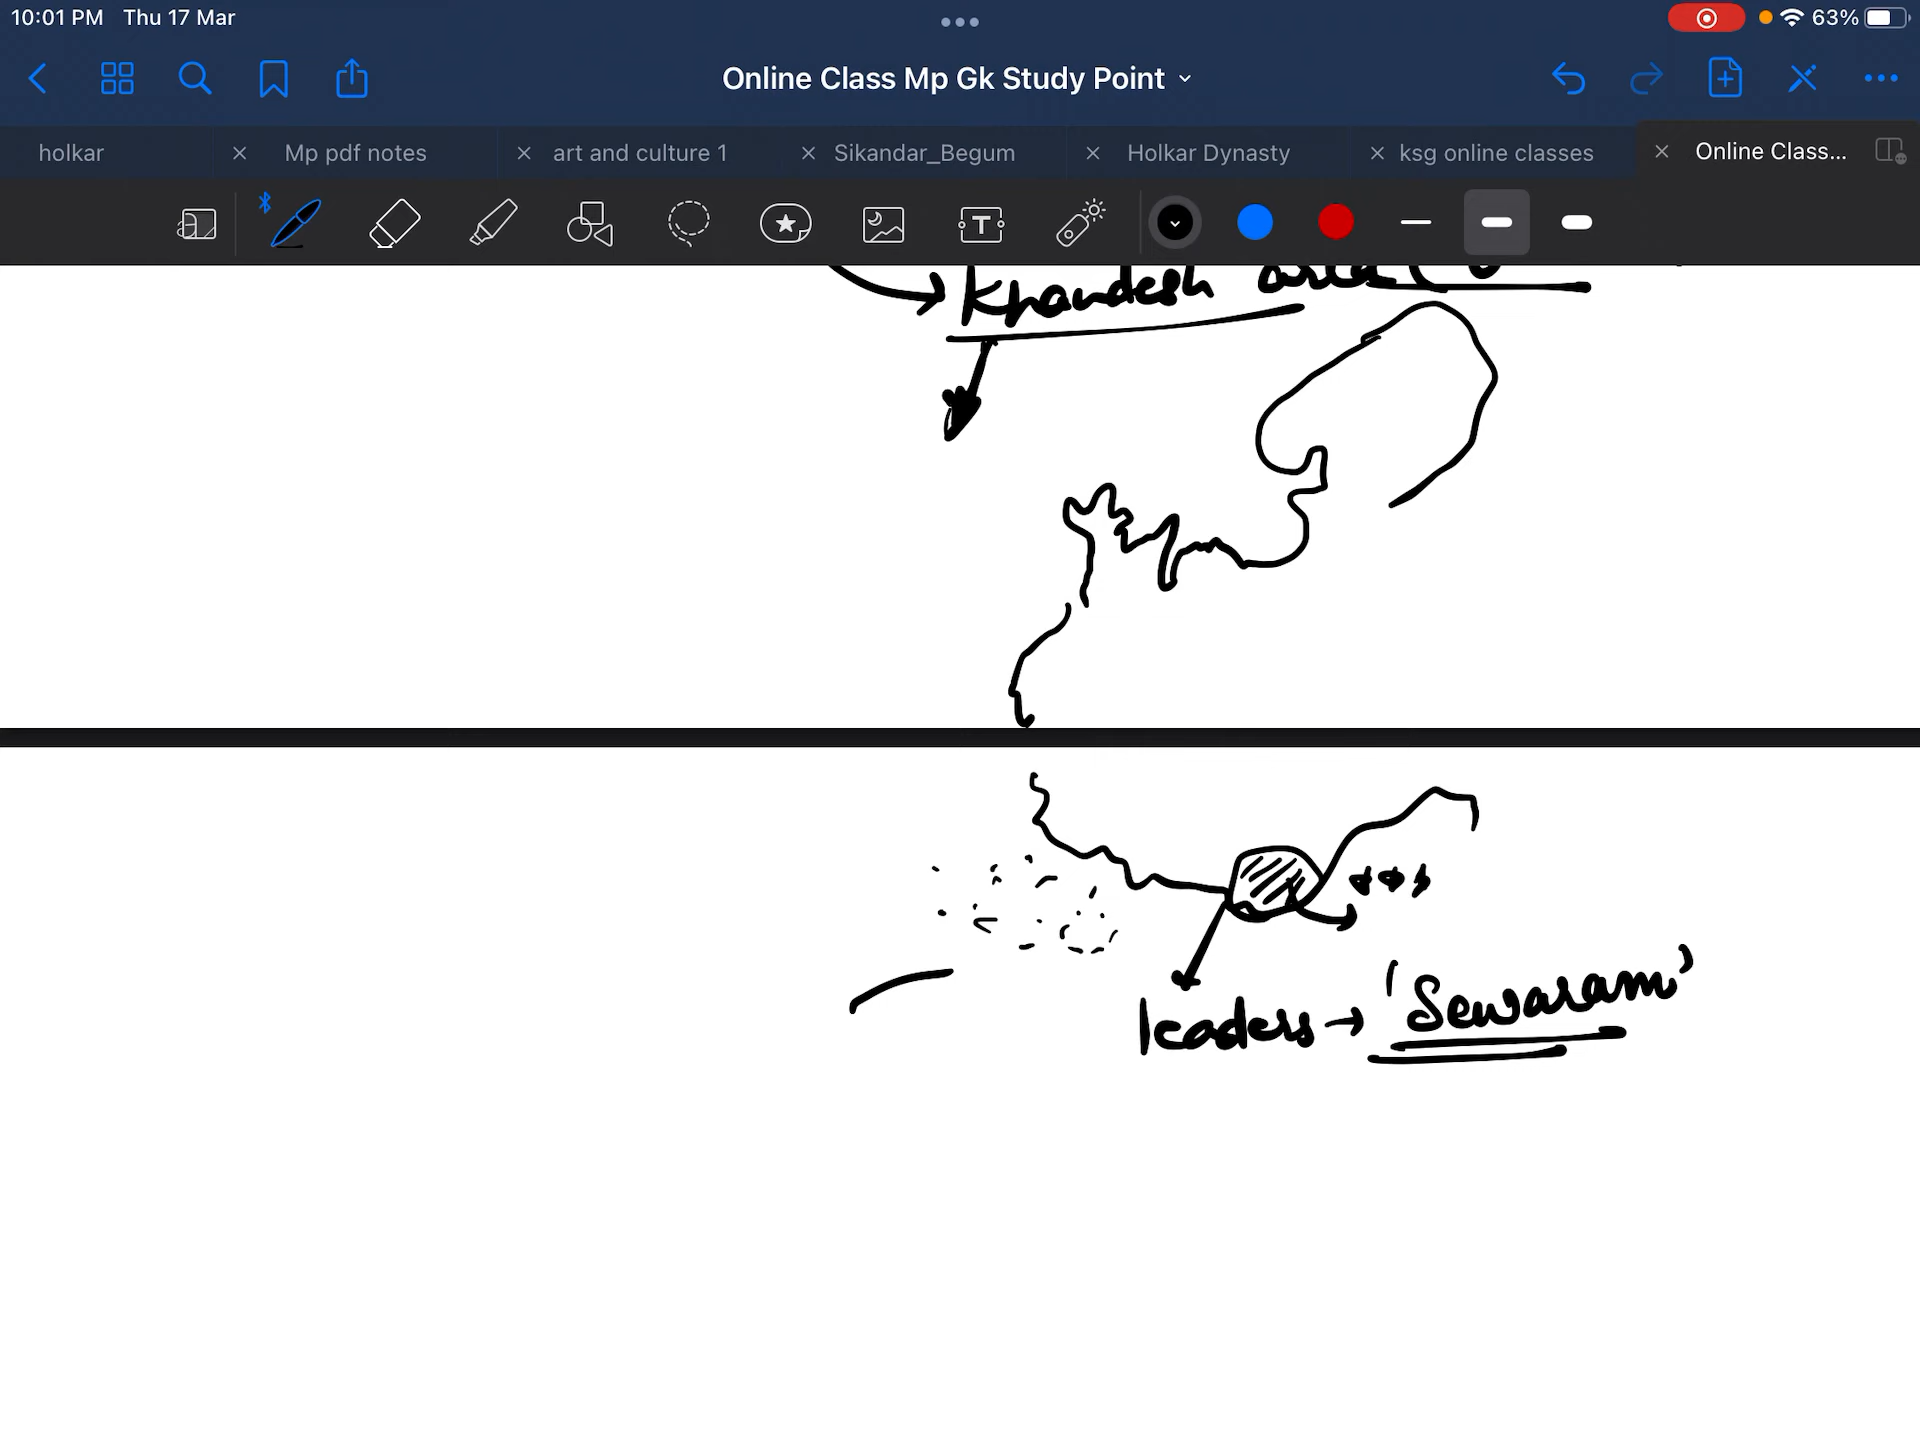 10:01 PM Thu 17 Mar
63%
Online Class Mp Gk Study Point
holkar
Mp pdf notes
art and culture 1
Sikandar_Begum
Holkar Dynasty
ksg online classes
Online Class...
Khandesh area
leaders → 'Sewaram'